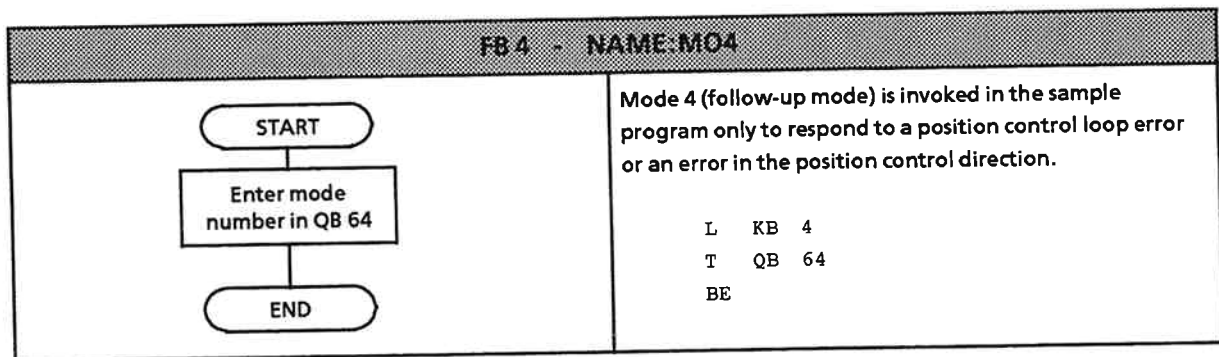 FB 4 - NAME:MO4
START
Enter mode
number in QB 64
END
Mode 4 (follow-up mode) is invoked in the sample
program only to respond to a position control loop error
or an error in the position control direction.
L KB 4
T QB 64
BE